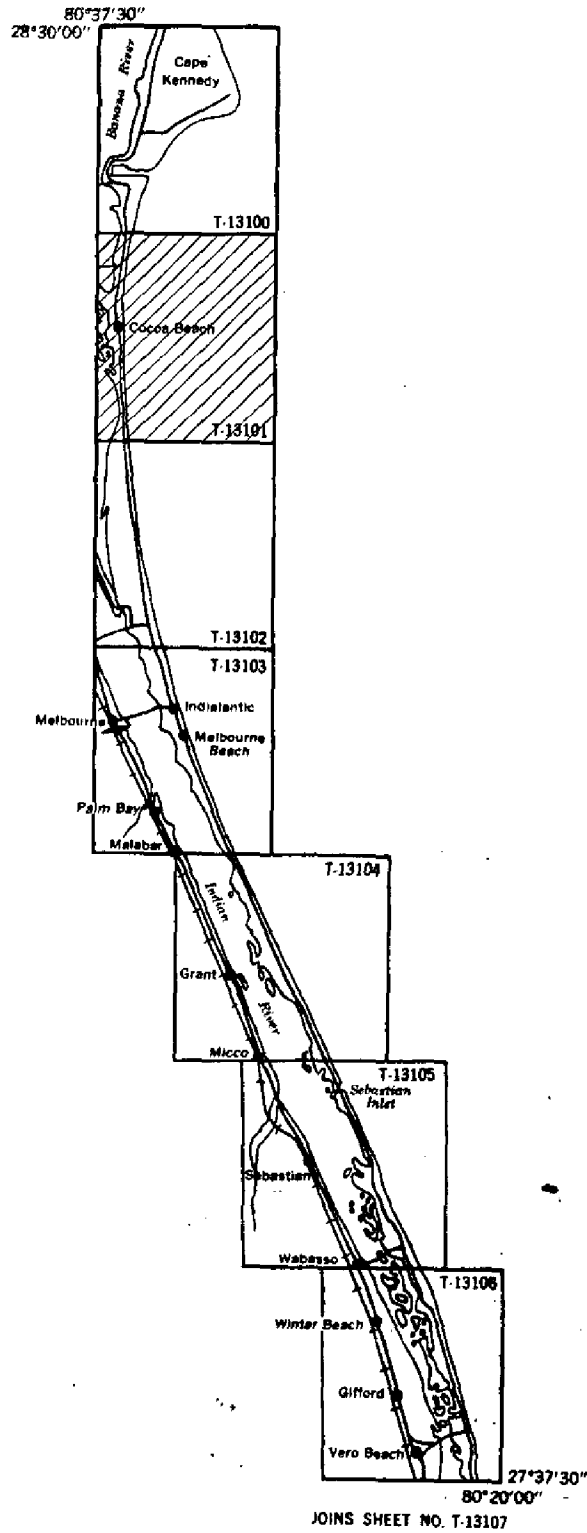 80°37'30"
28°30'00"
Banana River
Cape
Kennedy
T-13100
Cocoa Beach
T-13101
T-13102
T-13103
Indialantic
Melbourne
Melbourne
Beach
Palm Bay
Malabar
T-13104
Indian
River
Grant
Micco
T-13105
Sebastian
Inlet
Sebastian
Wabasso
T-13106
Winter Beach
Gifford
Vero Beach
27°37'30"
80°20'00"
JOINS SHEET NO. T-13107